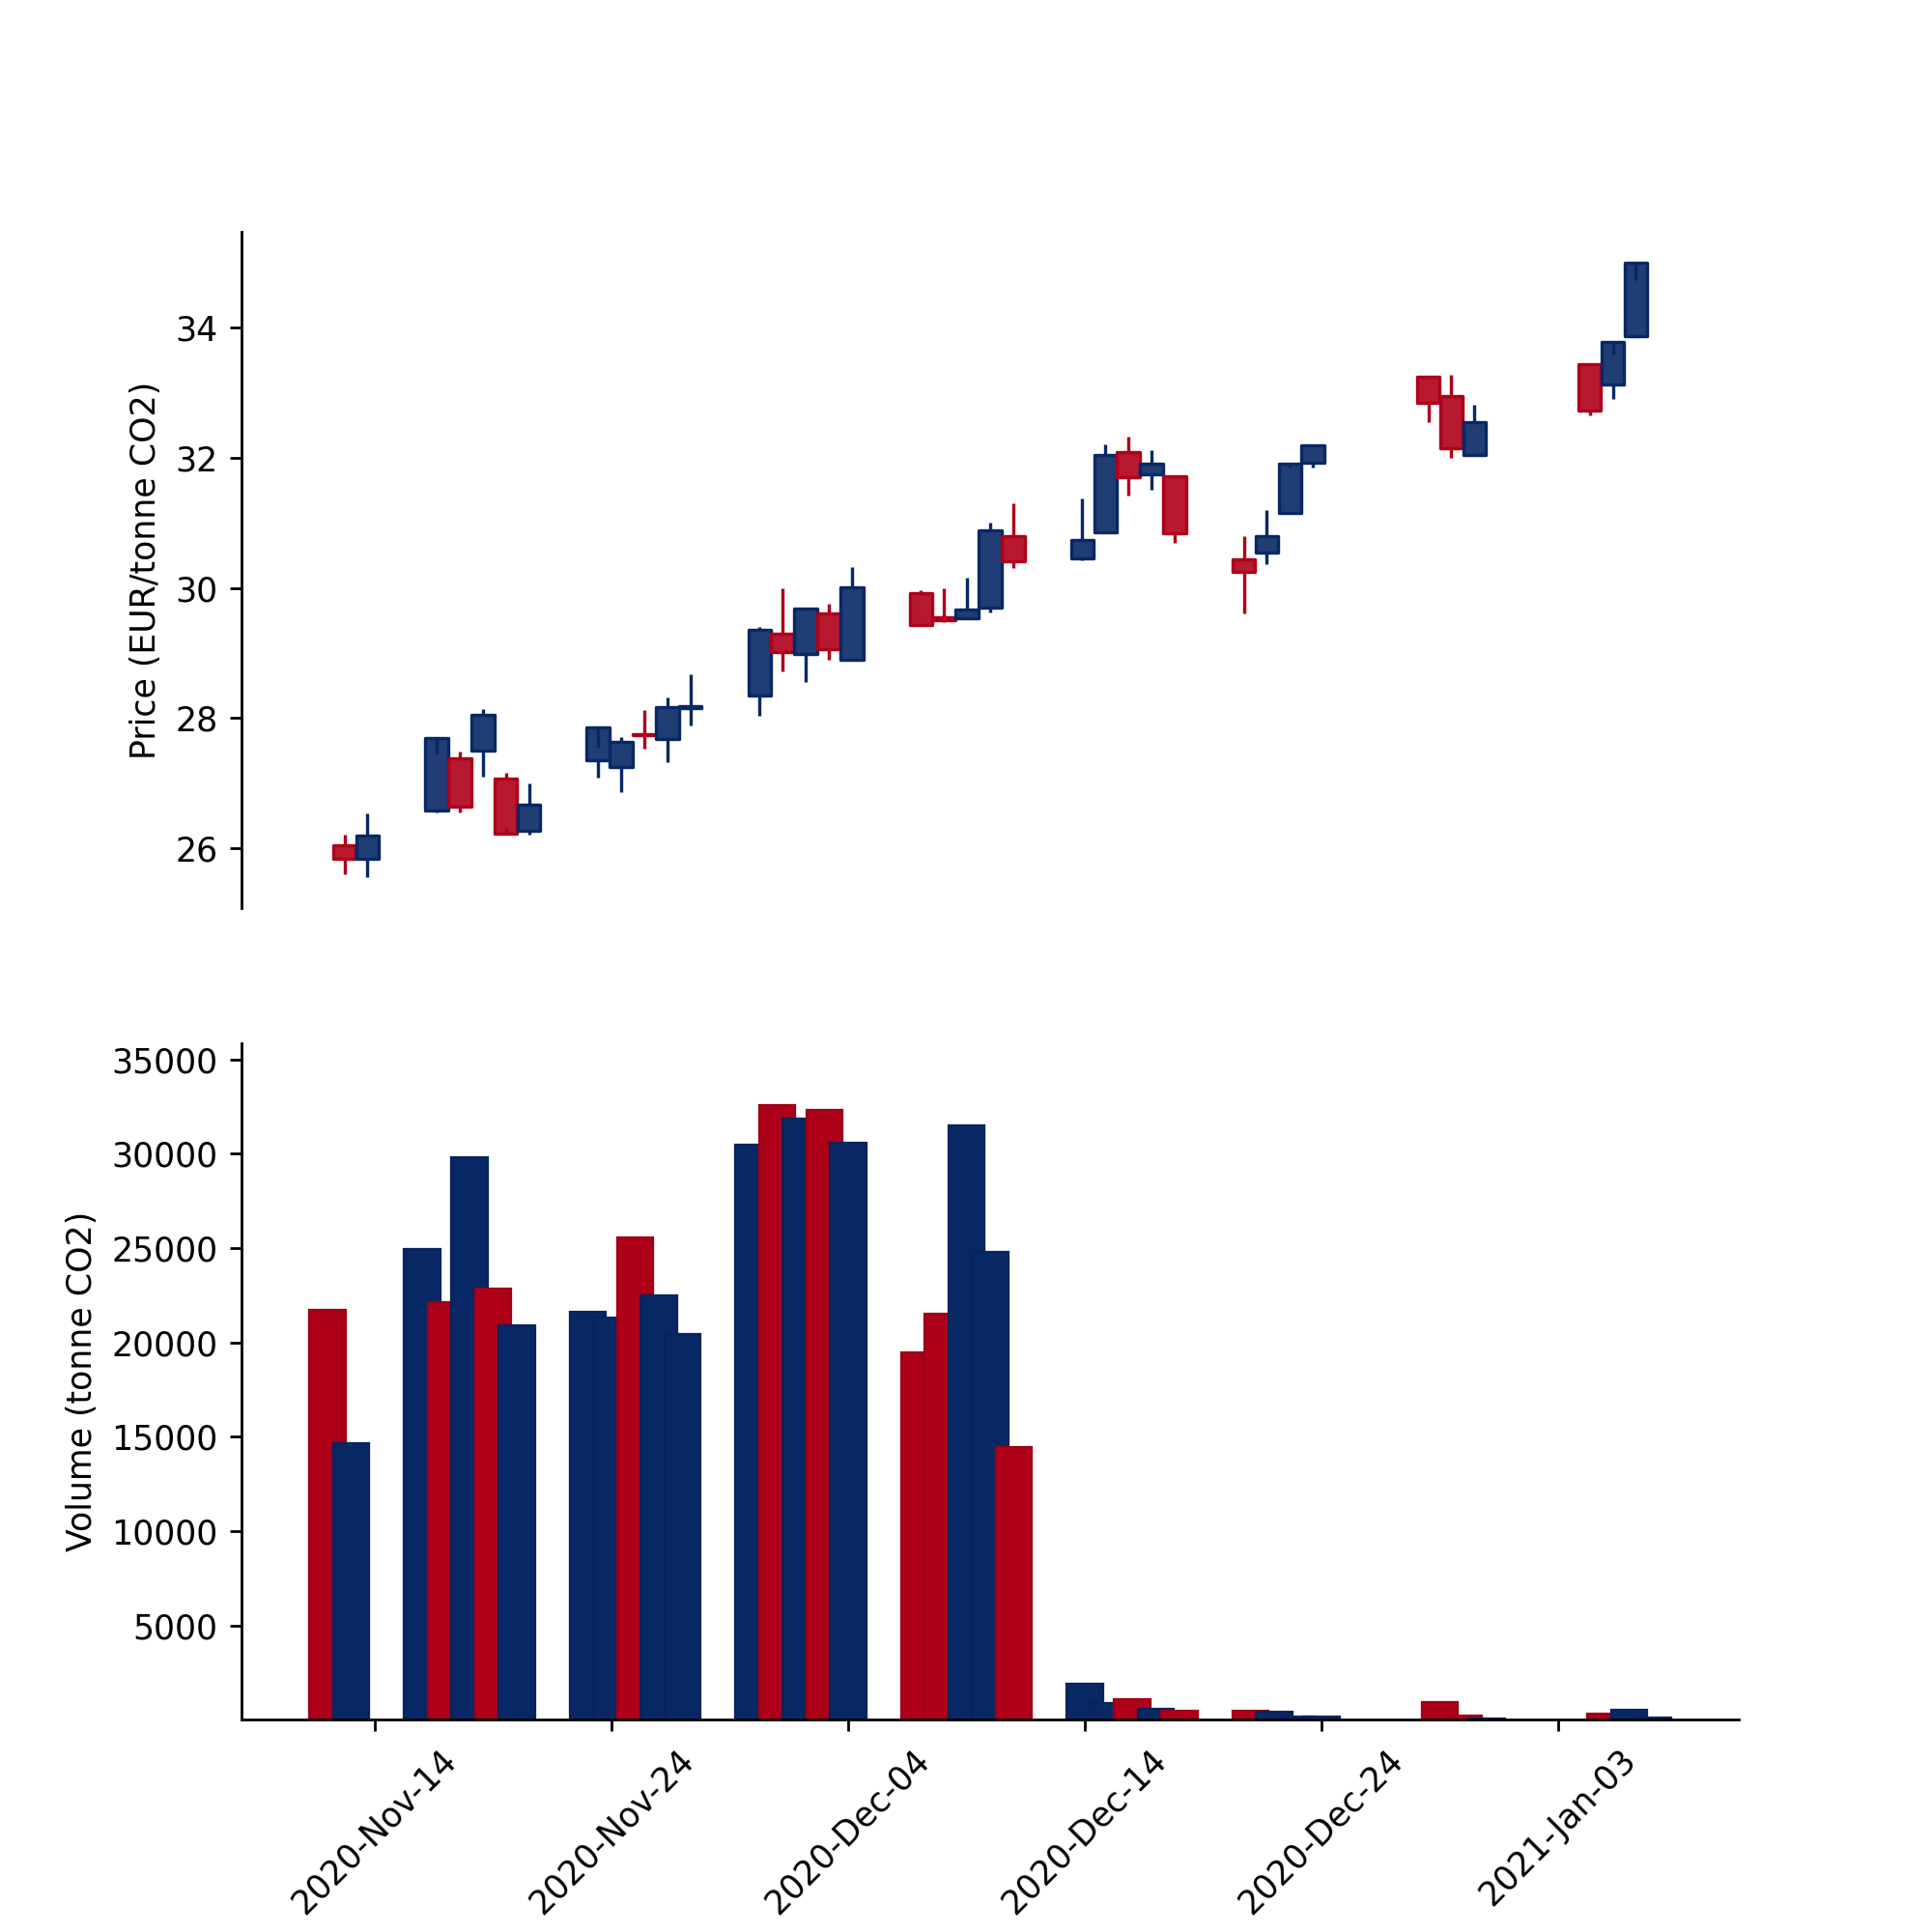 Price (EUR/tonne CO2)
34
32
30
28
26
Volume (tonne CO2)
35000
30000
25000
20000
15000
10000
5000
2020-Nov-14
2020-Nov-24
2020-Dec-04
2020-Dec-14
2020-Dec-24
2021-Jan-03